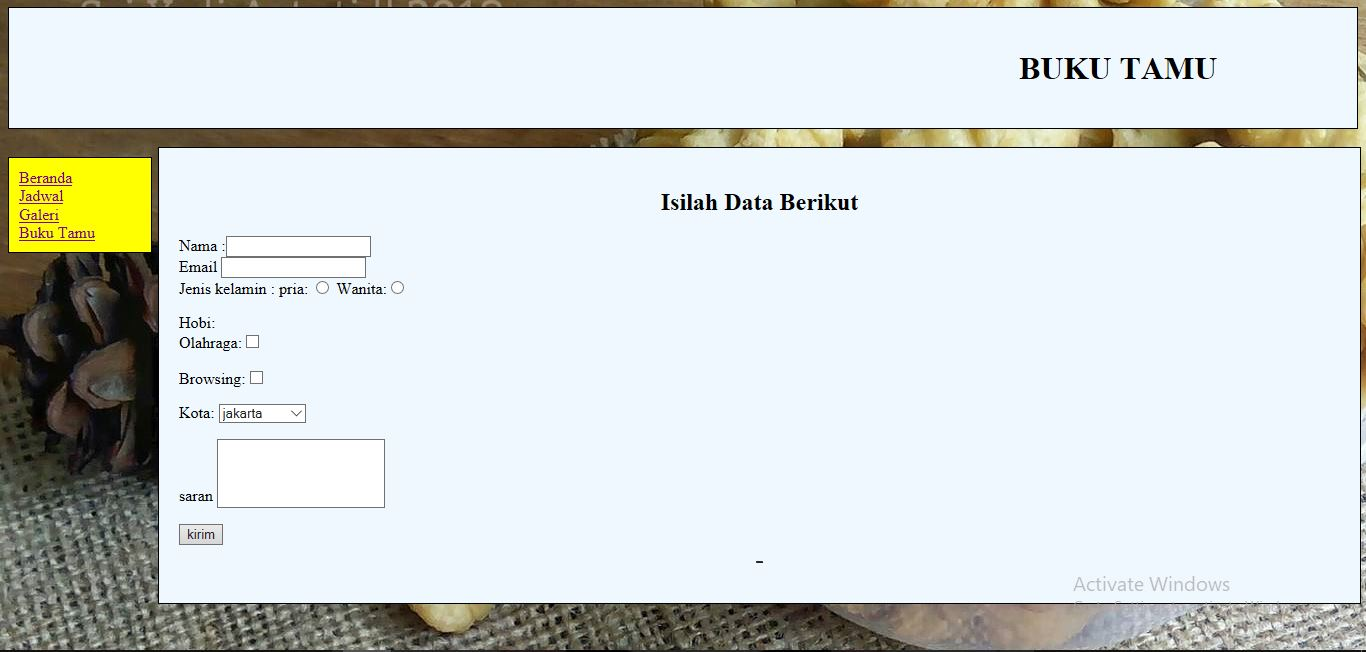 BUKU TAMU
Beranda
Jadwal
Galeri
Buku Tamu
Isilah Data Berikut
Nama :
Email
Jenis kelamin : pria: Wanita:
Hobi:
Olahraga:
Browsing:
Kota: jakarta
saran
kirim
-
Activate Windows